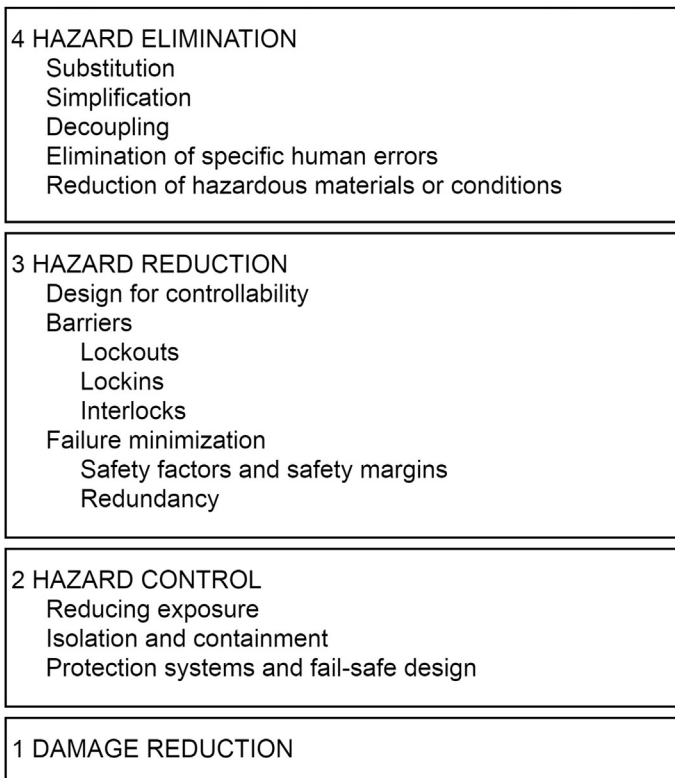 4 HAZARD ELIMINATION
Substitution
Simplification
Decoupling
Elimination of specific human errors
Reduction of hazardous materials or conditions
3 HAZARD REDUCTION
Design for controllability
Barriers
Lockouts
Lockins
Interlocks
Failure minimization
Safety factors and safety margins
Redundancy
2 HAZARD CONTROL
Reducing exposure
Isolation and containment
Protection systems and fail-safe design
1 DAMAGE REDUCTION